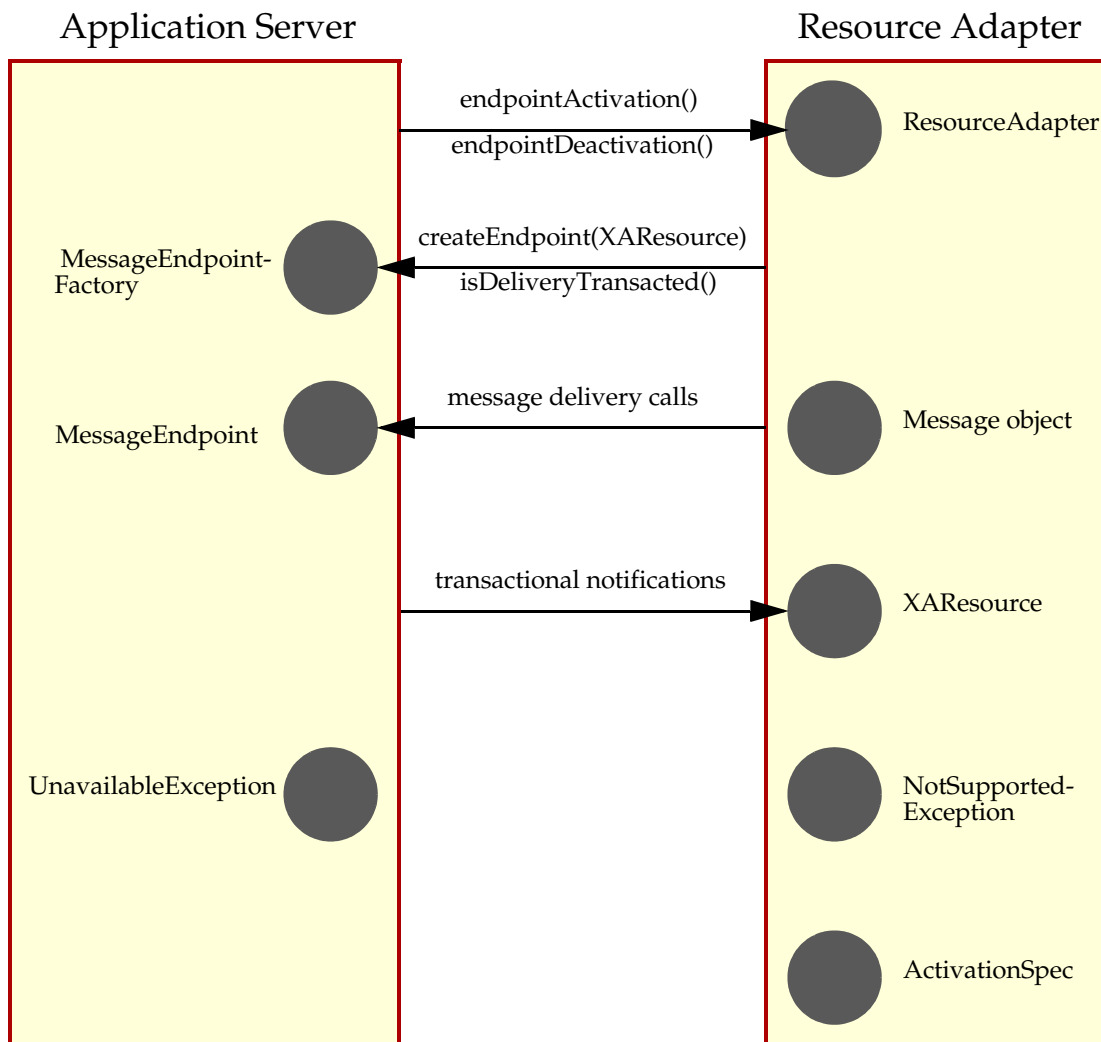 Application Server
Resource Adapter
endpointActivation()
ResourceAdapter
endpointDeactivation()
createEndpoint(XAResource)
MessageEndpoint-
Factory
isDeliveryTransacted()
message delivery calls
MessageEndpoint
Message object
transactional notifications
XAResource
UnavailableException
NotSupported-
Exception
ActivationSpec